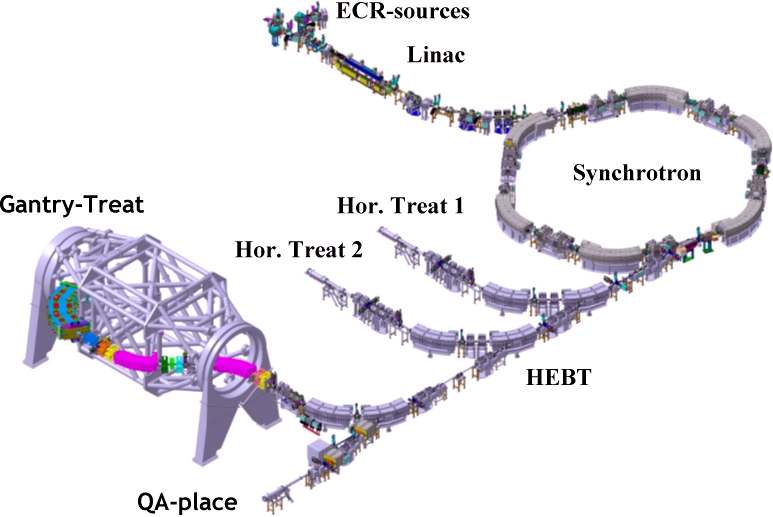 ECR-sources
Linac
Synchrotron
Gantry-Treat
Hor. Treat 1
Hor. Treat 2
HEBT
QA-place